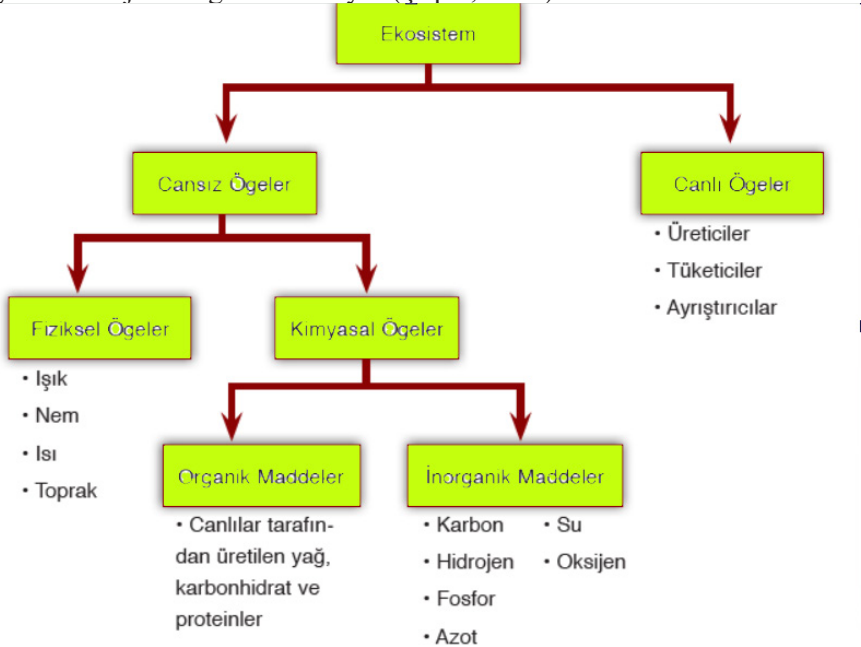 Ekosistem
Cansız Ögeler
Canlı Ögeler
• Üreticiler
• Tüketiciler
• Ayrıştırıcılar
Fiziksel Ögeler
Kimyasal Ögeler
• Işık
• Nem
• Isı
• Toprak
Organik Maddeler
İnorganik Maddeler
• Canlılar tarafın-
dan üretilen yağ,
karbonhidrat ve
proteinler
• Karbon • Su
• Hidrojen • Oksijen
• Fosfor
• Azot